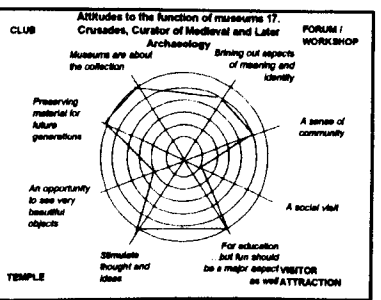 Attitudes to the function of museums 17.
CLUB
Crusades, Curator of Medieval and Later
FORUM /
WORKSHOP
Archaeology
Museums are about
the collection
Brining out aspects
of meaning and
identity
Preserving
material for
future
generations
A sense of
community
An opportunity
to see very
beautiful
objects
A social visit
Stimulate
thought and
ideas
For education
...but fun should
be a major aspect
as well
TEMPLE
VISITOR
ATTRACTION